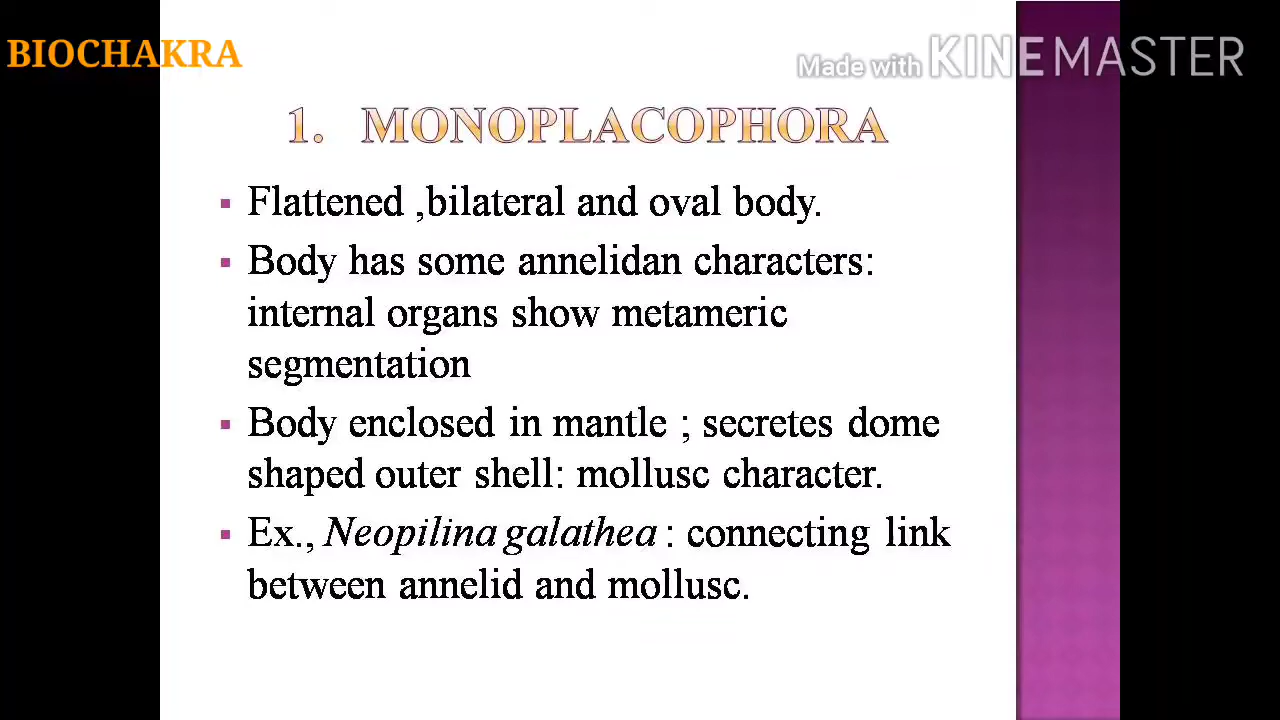 BIOCHAKRA
Made with KINEMASTER
1. MONOPLACOPHORA
▪ Flattened ,bilateral and oval body.
▪ Body has some annelidan characters:
internal organs show metameric
segmentation
▪ Body enclosed in mantle ; secretes dome
shaped outer shell: mollusc character.
▪ Ex., Neopilina galathea : connecting link
between annelid and mollusc.